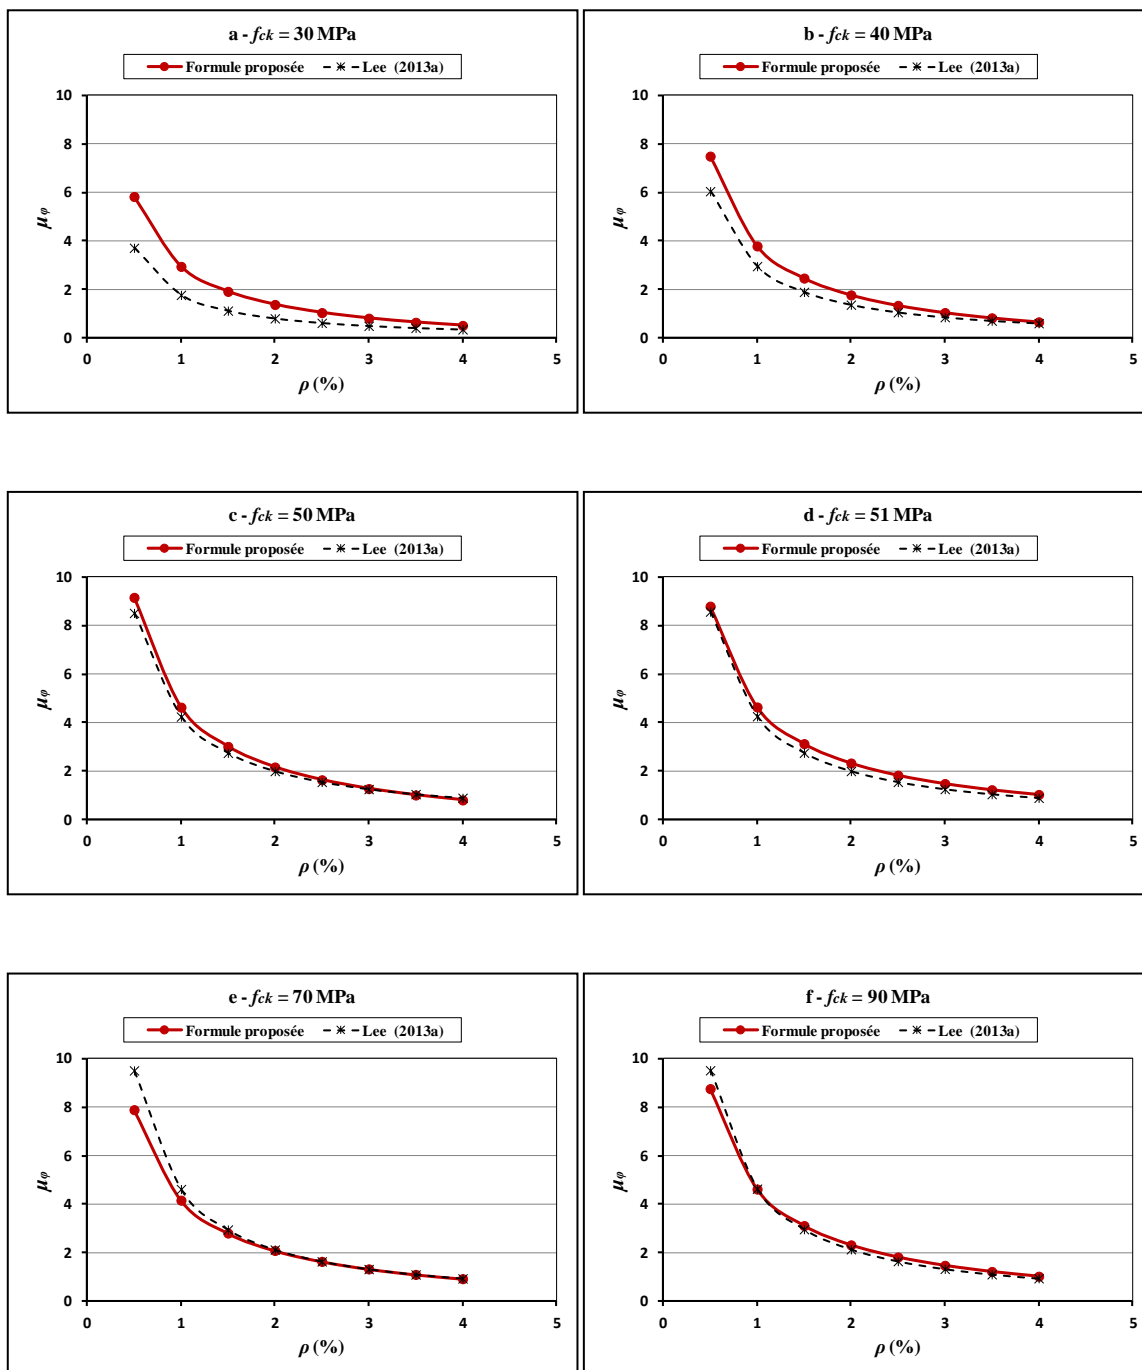 a - fck = 30 MPa
Formule proposée Lee (2013a)
10
8
6
4
2
0
0 1 2 3 4 5
μφ
ρ (%)
b - fck = 40 MPa
Formule proposée Lee (2013a)
10
8
6
4
2
0
0 1 2 3 4 5
μφ
ρ (%)
c - fck = 50 MPa
Formule proposée Lee (2013a)
10
8
6
4
2
0
0 1 2 3 4 5
μφ
ρ (%)
d - fck = 51 MPa
Formule proposée Lee (2013a)
10
8
6
4
2
0
0 1 2 3 4 5
μφ
ρ (%)
e - fck = 70 MPa
Formule proposée Lee (2013a)
10
8
6
4
2
0
0 1 2 3 4 5
μφ
ρ (%)
f - fck = 90 MPa
Formule proposée Lee (2013a)
10
8
6
4
2
0
0 1 2 3 4 5
μφ
ρ (%)